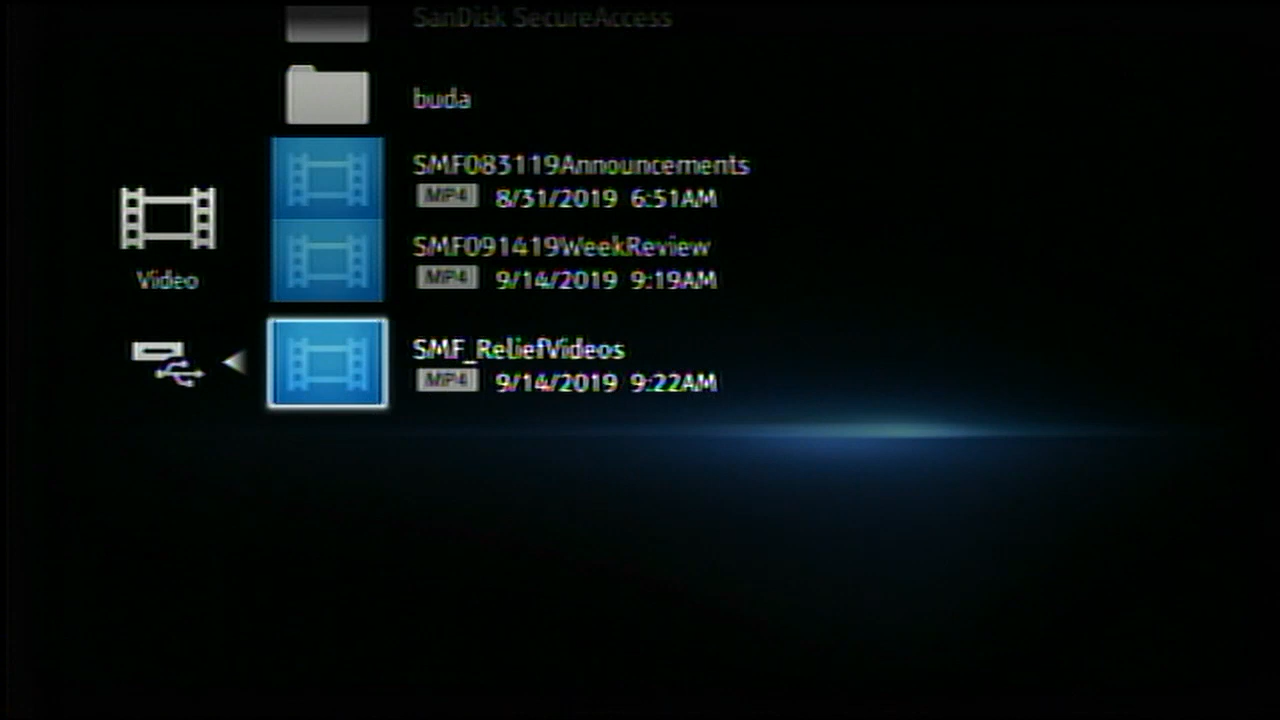 SanDisk SecureAccess
buda
SMF083119Announcements
MP4 8/31/2019 6:51AM
SMF091419WeekReview
MP4 9/14/2019 9:19AM
Video
SMF_ReliefVideos
MP4 9/14/2019 9:22AM